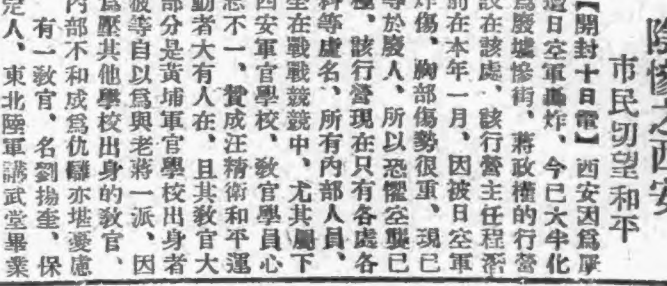 慘之西安
市民切望和平
【開封十日電】西安因爲屢
遭日空軍轟炸、今已大半化
爲廢墟慘街、蔣政權的行營
設在該處、該行營主任程潛
前在本年一月、因被日空軍
炸傷、胸部傷勢很重、現已
等於廢人、所以恐懼空襲已
極、該行營現在只有各處各
科等虛名、所有內部人員、
坐在戰戰兢兢中、尤其屬下
西安軍官學校、敎官學員心
志不一、贊成汪精衛和平運
動者大有人在、且其敎官大
部分是黃埔軍官學校出身者
彼等自以爲與老蔣一派、因
爲壓其他學校出身的敎官、
內部不和成爲仇讎亦堪憂慮
有一敎官、名劉揚奎、保
人、東北陸軍講武堂畢業